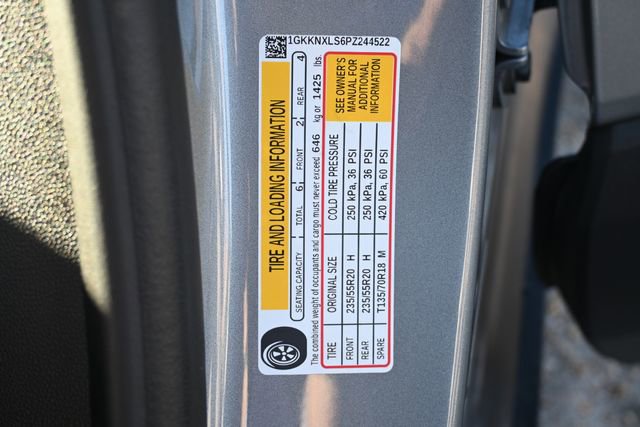 1GKKNXLS6PZ244522
TIRE AND LOADING INFORMATION
SEATING CAPACITY TOTAL 6 FRONT 2 REAR 4
The combined weight of occupants and cargo must never exceed 646 kg or 1425 lbs.
TIRE ORIGINAL SIZE COLD TIRE PRESSURE
FRONT 235/55R20 H 250 kPa, 36 PSI
REAR 235/55R20 H 250 kPa, 36 PSI
SPARE T135/70R18 M 420 kPa, 60 PSI
SEE OWNER'S
MANUAL FOR
ADDITIONAL
INFORMATION